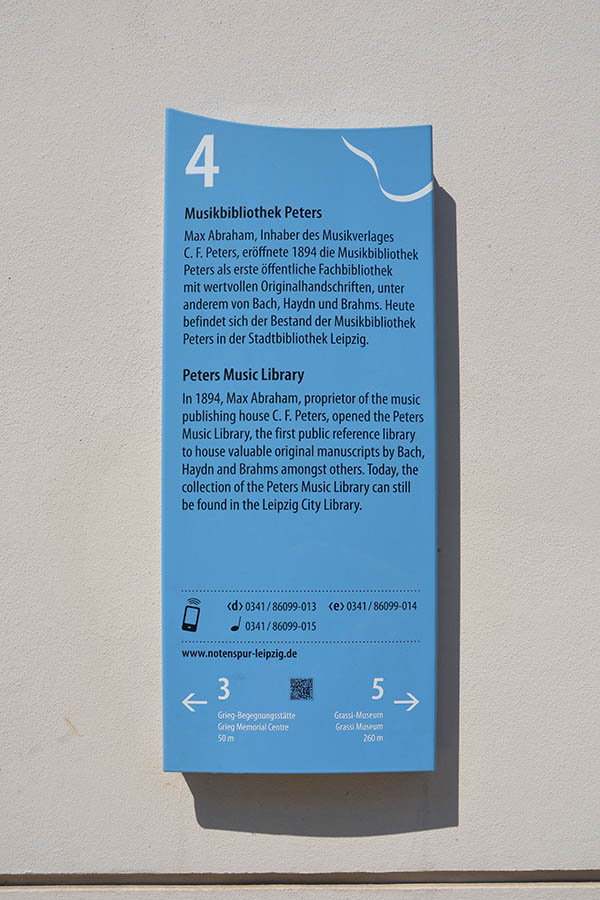 4
Musikbibliothek Peters
Max Abraham, Inhaber des Musikverlages
C. F. Peters, eröffnete 1894 die Musikbibliothek
Peters als erste öffentliche Fachbibliothek
mit wertvollen Originalhandschriften, unter
anderem von Bach, Haydn und Brahms. Heute
befindet sich der Bestand der Musikbibliothek
Peters in der Stadtbibliothek Leipzig.
Peters Music Library
In 1894, Max Abraham, proprietor of the music
publishing house C. F. Peters, opened the Peters
Music Library, the first public reference library
to house valuable original manuscripts by Bach,
Haydn and Brahms amongst others. Today, the
collection of the Peters Music Library can still
be found in the Leipzig City Library.
‹d› 0341 / 86099-013 ‹e› 0341 / 86099-014
0341 / 86099-015
www.notenspur-leipzig.de
3
Grieg-Begegnungsstätte
Grieg Memorial Centre
50 m
5
Grassi-Museum
Grassi Museum
260 m